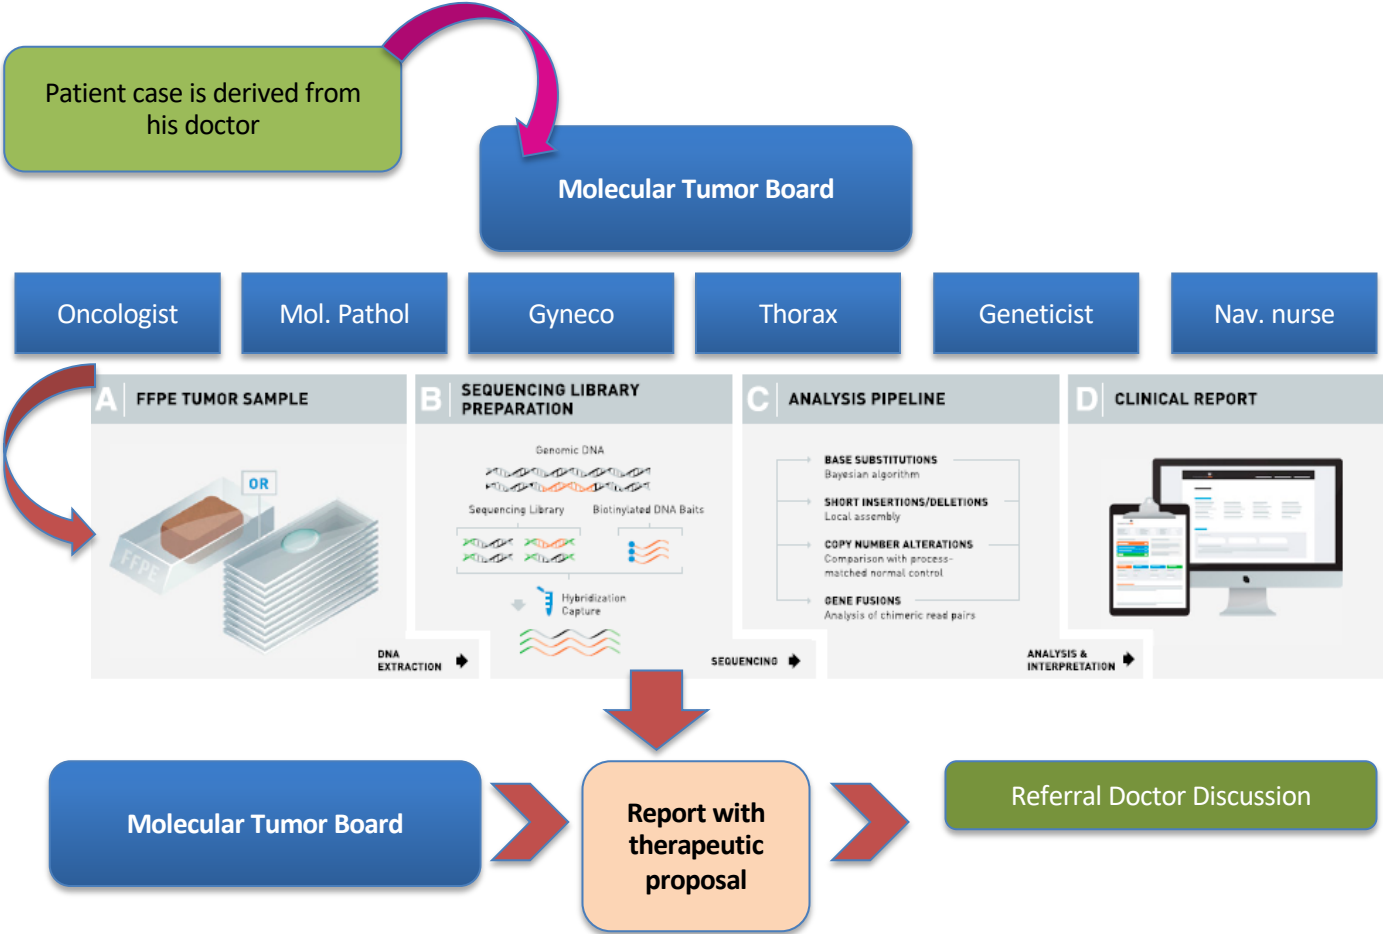 Patient case is derived from
his doctor
Molecular Tumor Board
Oncologist
Mol. Pathol
Gyneco
Thorax
Geneticist
Nav. nurse
A FFPE TUMOR SAMPLE
OR
FFPE
DNA
EXTRACTION
B SEQUENCING LIBRARY
PREPARATION
Genomic DNA
Sequencing Library
Biotinylated DNA Baits
Hybridization
Capture
SEQUENCING
C ANALYSIS PIPELINE
BASE SUBSTITUTIONS
Bayesian algorithm
SHORT INSERTIONS/DELETIONS
Local assembly
COPY NUMBER ALTERATIONS
Comparison with process-
matched normal control
GENE FUSIONS
Analysis of chimeric read pairs
ANALYSIS &
INTERPRETATION
D CLINICAL REPORT
Molecular Tumor Board
Report with
therapeutic
proposal
Referral Doctor Discussion